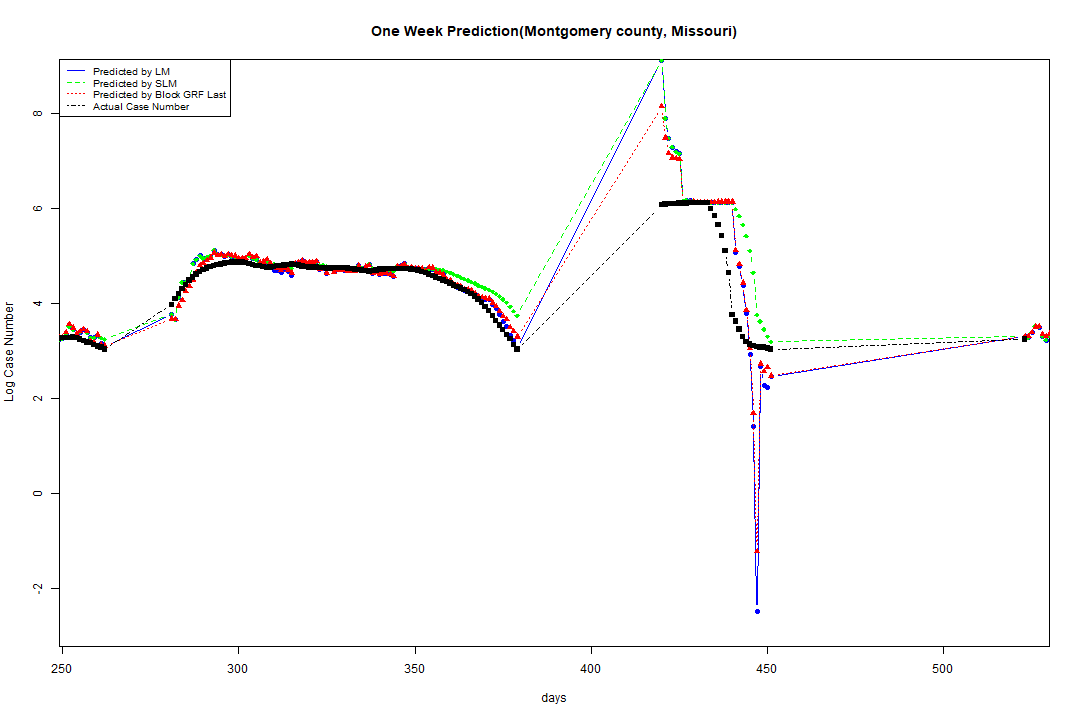 One Week Prediction(Montgomery county, Missouri)
Predicted by LM
Predicted by SLM
Predicted by Block GRF Last
Actual Case Number
Log Case Number
8
6
4
2
0
-2
250 300 350 400 450 500
days